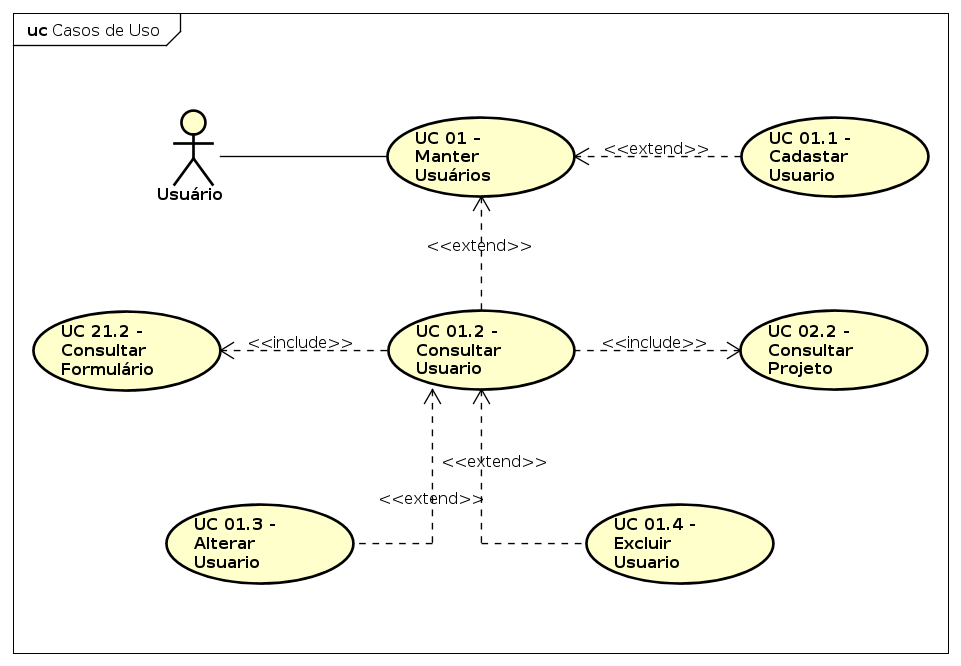 uc Casos de Uso
UC 01 -
Manter
Usuários
<<extend>>
UC 01.1 -
Cadastar
Usuario
Usuário
<<extend>>
UC 21.2 -
Consultar
Formulário
<<include>>
UC 01.2 -
Consultar
Usuario
<<include>>
UC 02.2 -
Consultar
Projeto
<<extend>>
<<extend>>
UC 01.3 -
Alterar
Usuario
UC 01.4 -
Excluir
Usuario